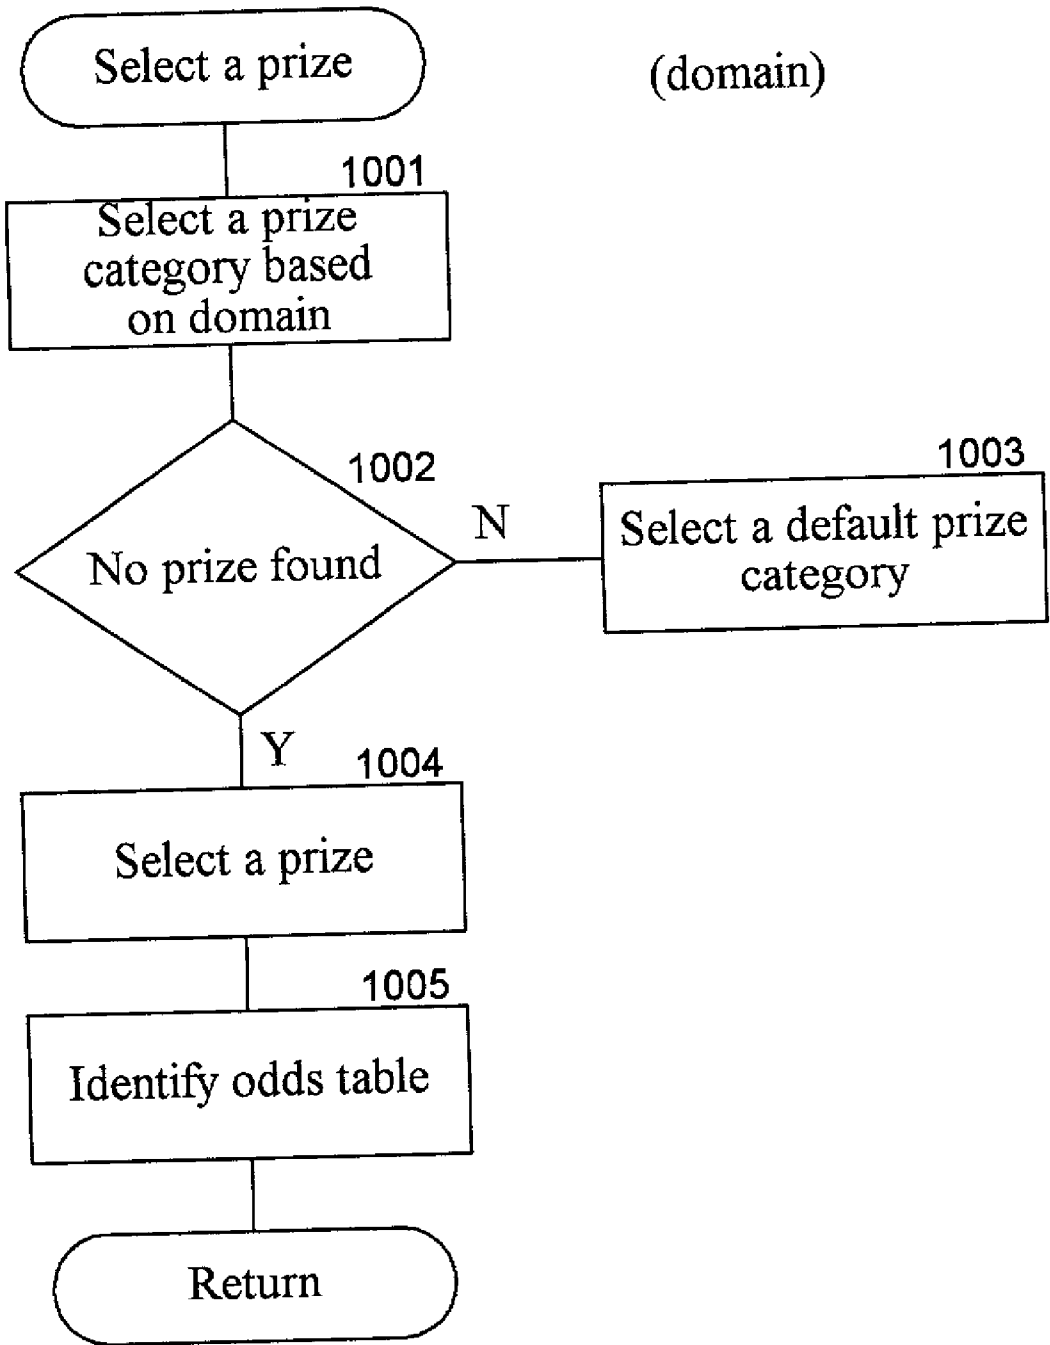 Select a prize
(domain)
1001
Select a prize
category based
on domain
1002
No prize found
N
1003
Select a default prize
category
Y
1004
Select a prize
1005
Identify odds table
Return